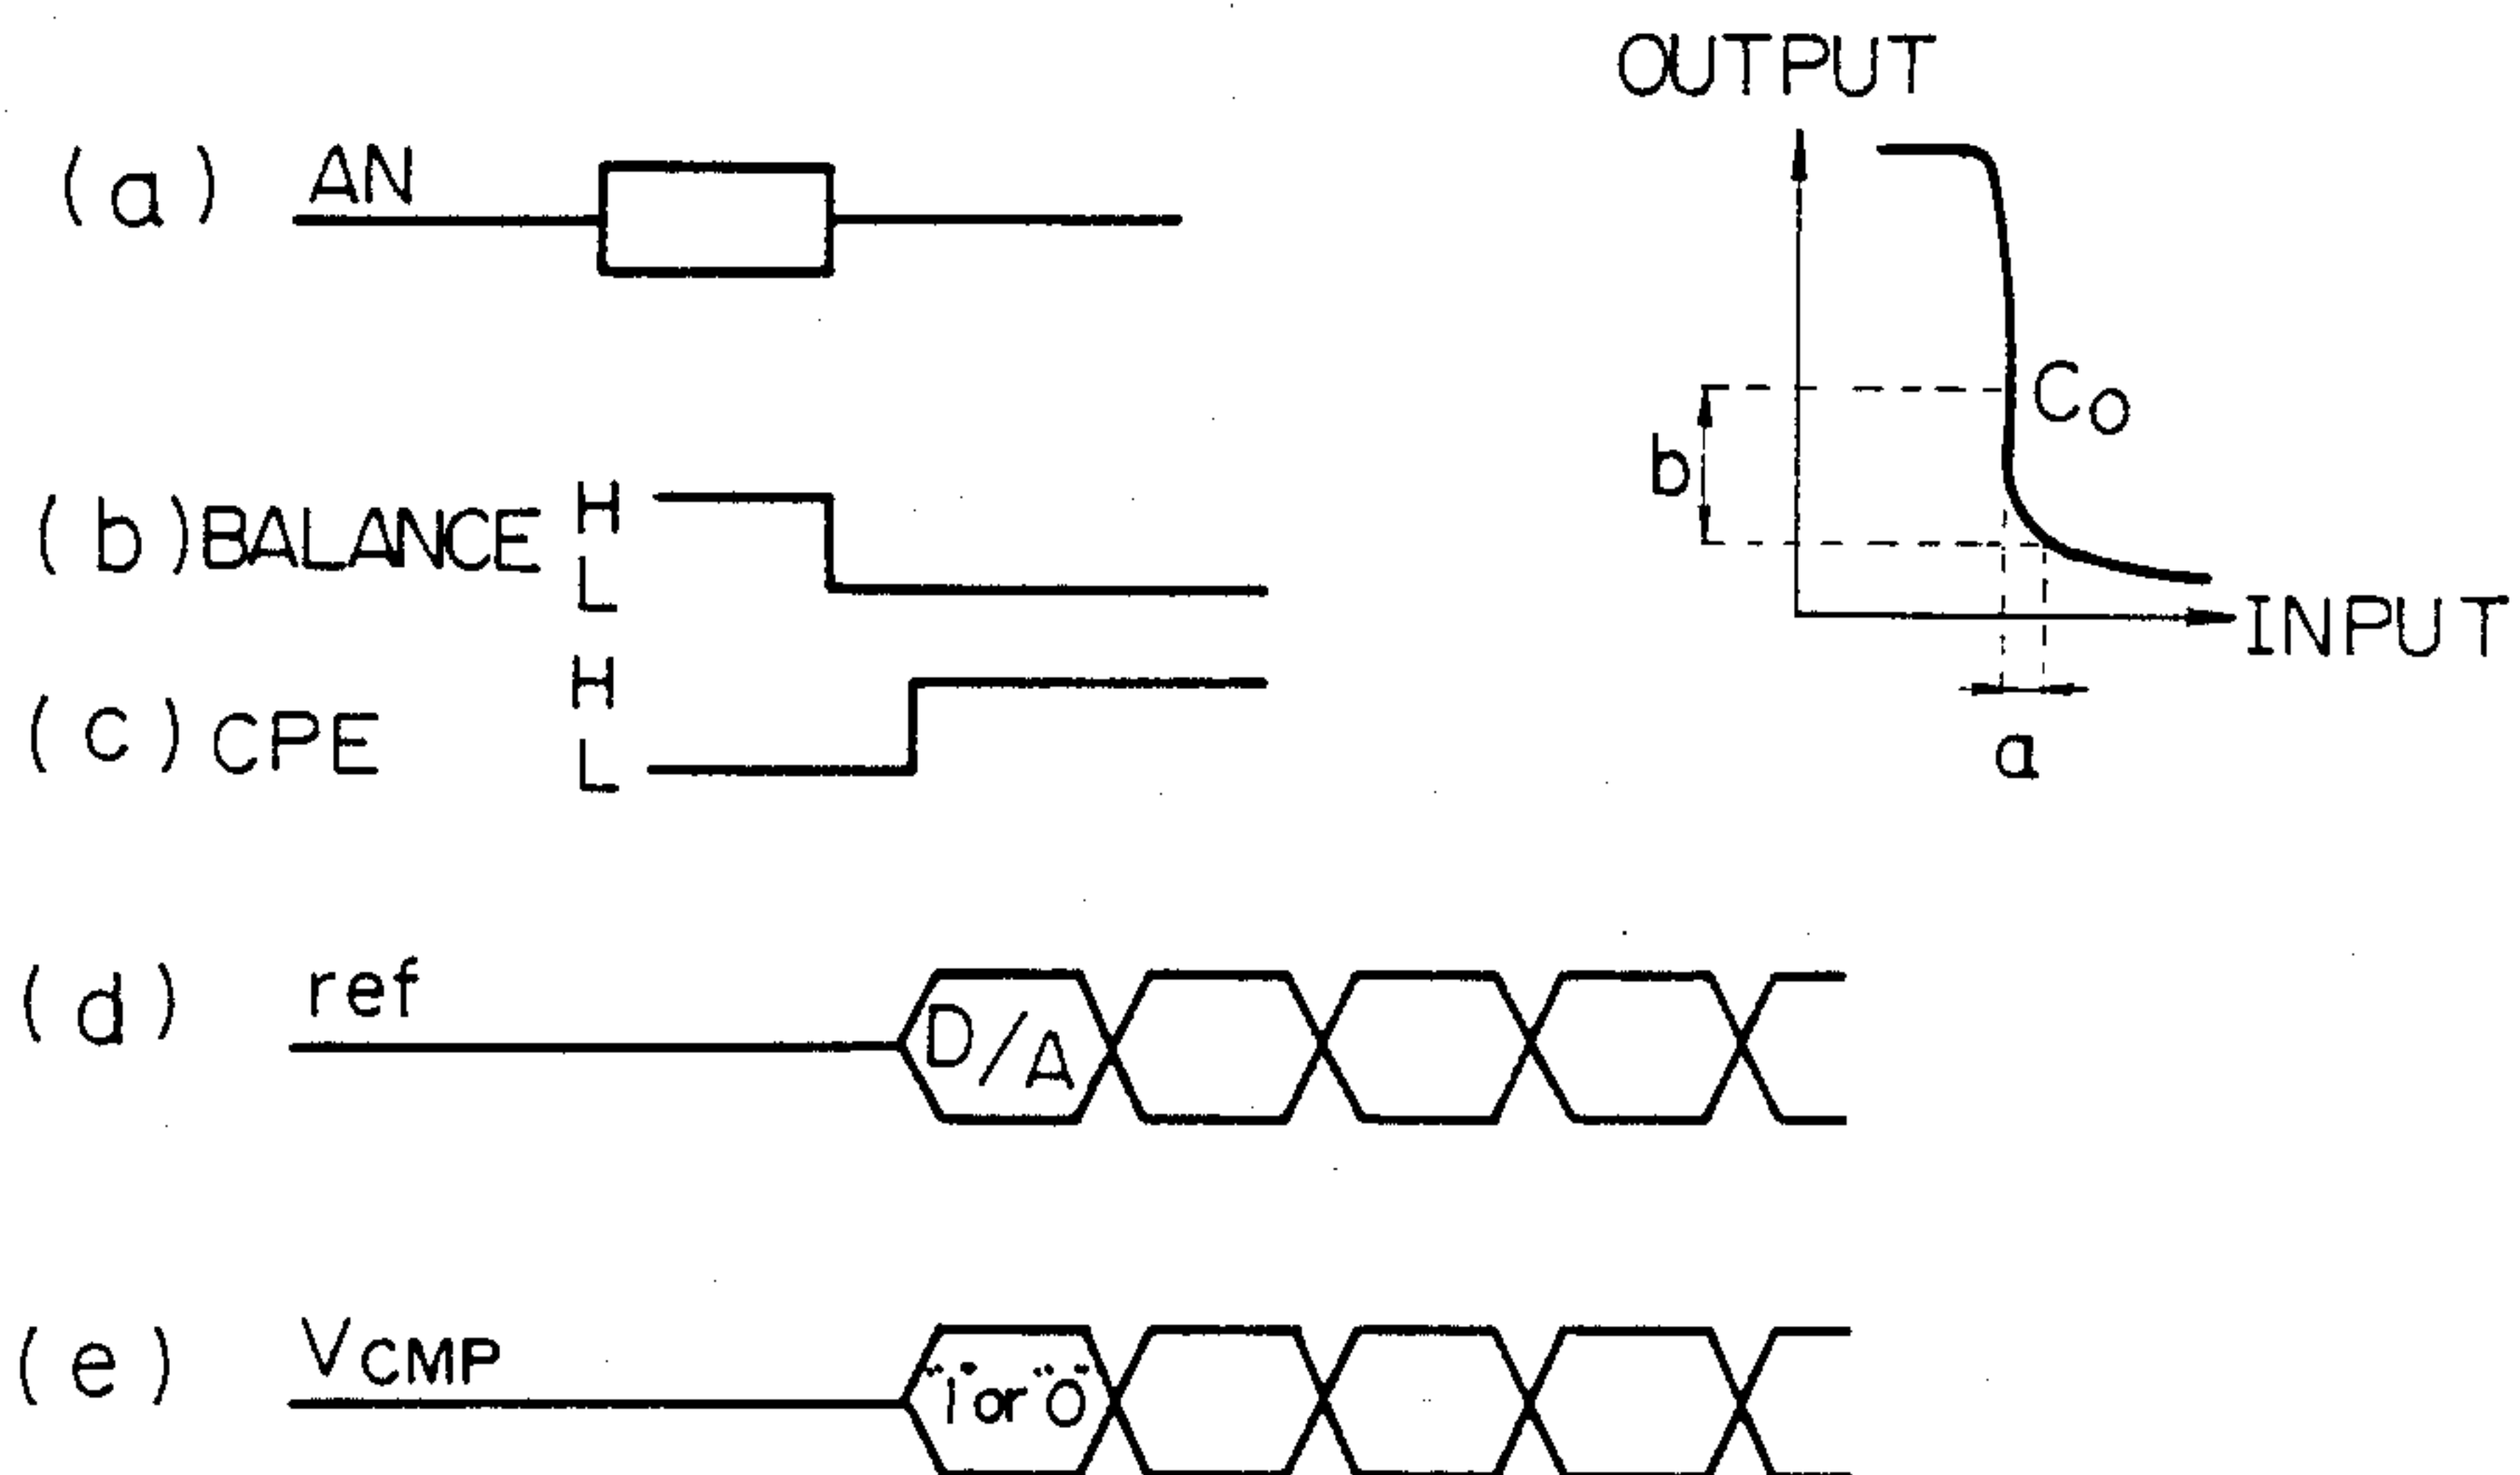 (a) AN
(b) BALANCE H
L
(c) CPE H
L
(d) ref
D/A
(e) VCMP
"1" or "0"
OUTPUT
Co
b
INPUT
a